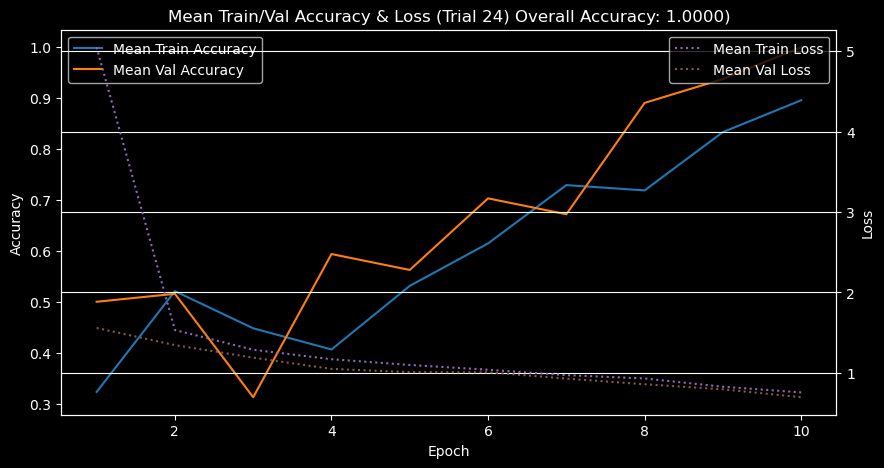 Mean Train/Val Accuracy & Loss (Trial 24) Overall Accuracy: 1.0000)
Mean Train Accuracy
Mean Val Accuracy
Mean Train Loss
Mean Val Loss
Accuracy
1.0
0.9
0.8
0.7
0.6
0.5
0.4
0.3
5
4
3
2
1
Loss
2
4
6
8
10
Epoch